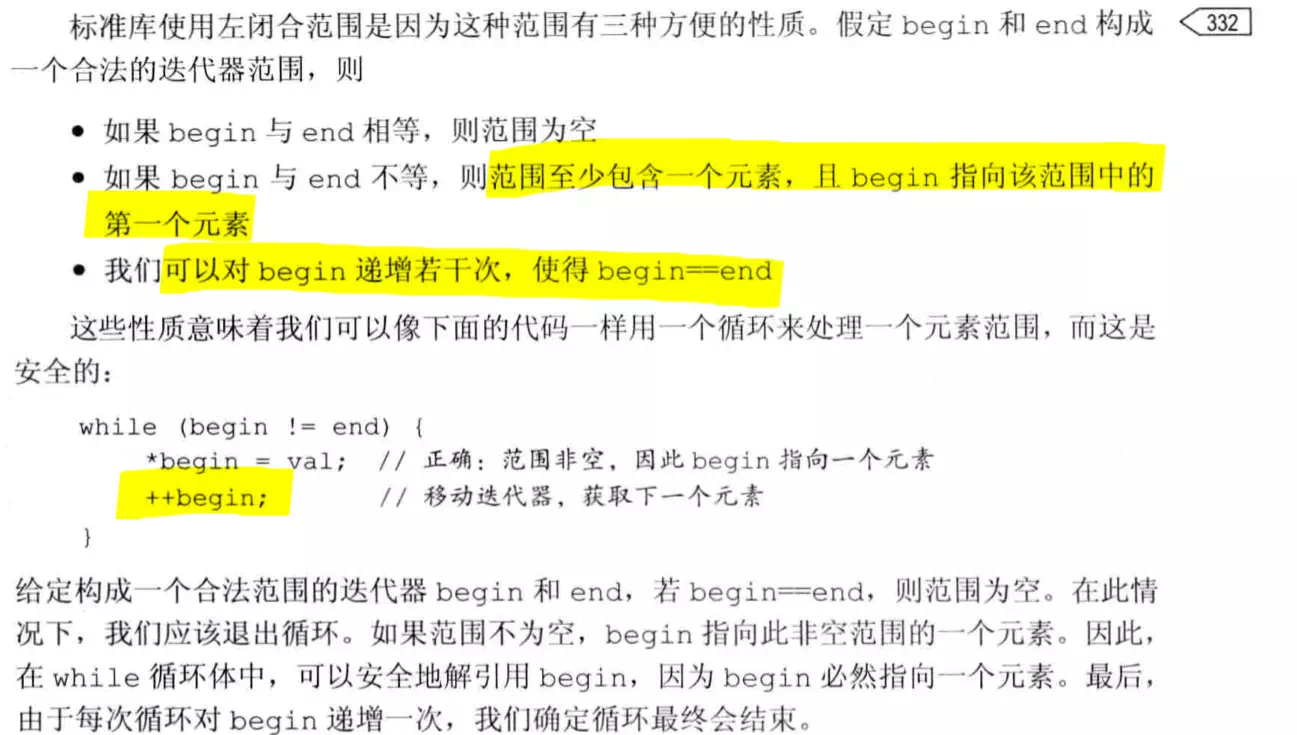 标准库使用左闭合范围是因为这种范围有三种方便的性质。假定 begin 和 end 构成 332
一个合法的迭代器范围，则
● 如果 begin 与 end 相等，则范围为空
● 如果 begin 与 end 不等，则范围至少包含一个元素，且 begin 指向该范围中的
第一个元素
● 我们可以对 begin 递增若干次，使得 begin==end
这些性质意味着我们可以像下面的代码一样用一个循环来处理一个元素范围，而这是
安全的：
while (begin != end) {
*begin = val; // 正确：范围非空，因此 begin 指向一个元素
++begin; // 移动迭代器，获取下一个元素
}
给定构成一个合法范围的迭代器 begin 和 end，若 begin==end，则范围为空。在此情
况下，我们应该退出循环。如果范围不为空，begin 指向此非空范围的一个元素。因此，
在 while 循环体中，可以安全地解引用 begin，因为 begin 必然指向一个元素。最后，
由于每次循环对 begin 递增一次，我们确定循环最终会结束。